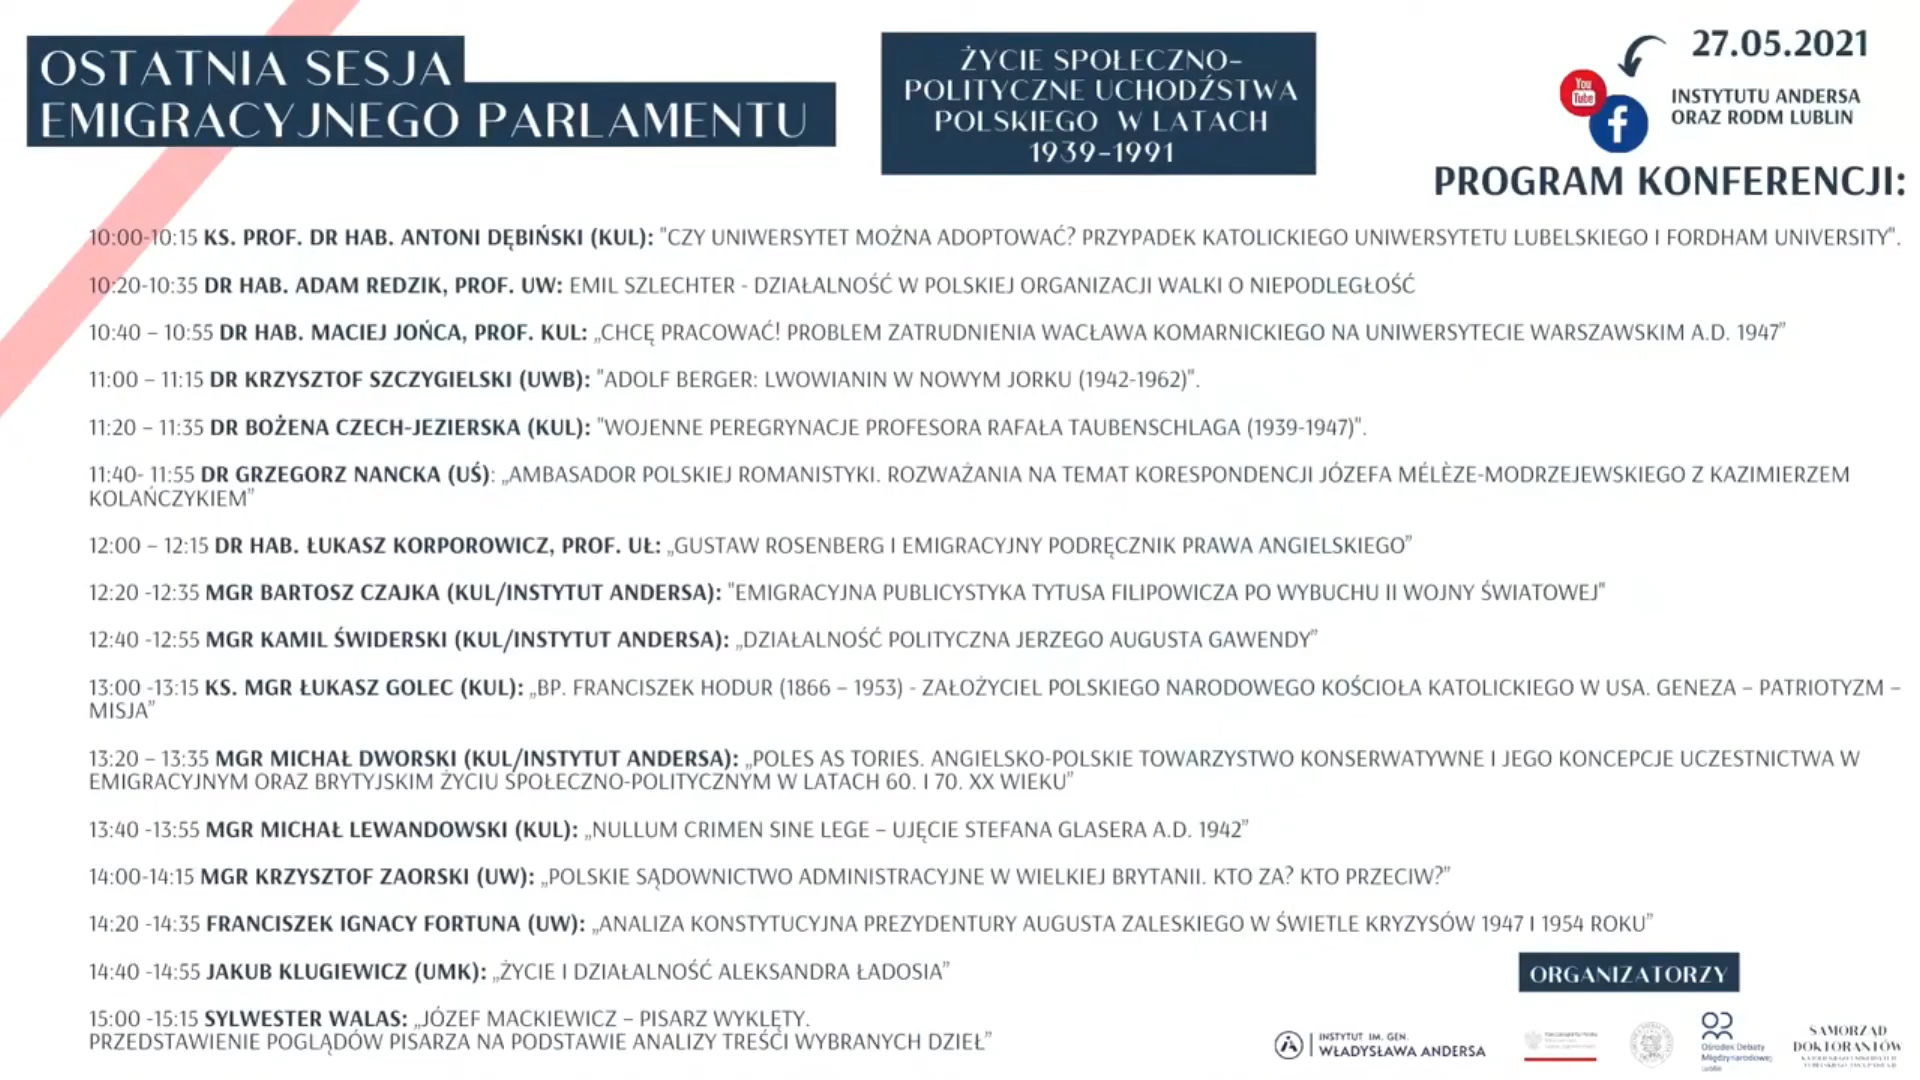 OSTATNIA SESJA
EMIGRACYJNEGO PARLAMENTU
ŻYCIE SPOŁECZNO-
POLITYCZNE UCHODŹSTWA
POLSKIEGO W LATACH
1939-1991
27.05.2021
You
Tube
f
INSTYTUTU ANDERSA
ORAZ RODM LUBLIN
PROGRAM KONFERENCJI:
10:00-10:15 KS. PROF. DR HAB. ANTONI DĘBIŃSKI (KUL): "CZY UNIWERSYTET MOŻNA ADOPTOWAĆ? PRZYPADEK KATOLICKIEGO UNIWERSYTETU LUBELSKIEGO I FORDHAM UNIVERSITY".
10:20-10:35 DR HAB. ADAM REDZIK, PROF. UW: EMIL SZLECHTER - DZIAŁALNOŚĆ W POLSKIEJ ORGANIZACJI WALKI O NIEPODLEGŁOŚĆ
10:40 – 10:55 DR HAB. MACIEJ JOŃCA, PROF. KUL: „CHCĘ PRACOWAĆ! PROBLEM ZATRUDNIENIA WACŁAWA KOMARNICKIEGO NA UNIWERSYTECIE WARSZAWSKIM A.D. 1947”
11:00 – 11:15 DR KRZYSZTOF SZCZYGIELSKI (UWB): "ADOLF BERGER: LWOWIANIN W NOWYM JORKU (1942-1962)".
11:20 – 11:35 DR BOŻENA CZECH-JEZIERSKA (KUL): "WOJENNE PEREGRYNACJE PROFESORA RAFAŁA TAUBENSCHLAGA (1939-1947)".
11:40- 11:55 DR GRZEGORZ NANCKA (UŚ): „AMBASADOR POLSKIEJ ROMANISTYKI. ROZWAŻANIA NA TEMAT KORESPONDENCJI JÓZEFA MÉLÈZE-MODRZEJEWSKIEGO Z KAZIMIERZEM
KOLAŃCZYKIEM”
12:00 – 12:15 DR HAB. ŁUKASZ KORPOROWICZ, PROF. UŁ: „GUSTAW ROSENBERG I EMIGRACYJNY PODRĘCZNIK PRAWA ANGIELSKIEGO”
12:20 -12:35 MGR BARTOSZ CZAJKA (KUL/INSTYTUT ANDERSA): "EMIGRACYJNA PUBLICYSTYKA TYTUSA FILIPOWICZA PO WYBUCHU II WOJNY ŚWIATOWEJ"
12:40 -12:55 MGR KAMIL ŚWIDERSKI (KUL/INSTYTUT ANDERSA): „DZIAŁALNOŚĆ POLITYCZNA JERZEGO AUGUSTA GAWENDY”
13:00 -13:15 KS. MGR ŁUKASZ GOLEC (KUL): „BP. FRANCISZEK HODUR (1866 – 1953) - ZAŁOŻYCIEL POLSKIEGO NARODOWEGO KOŚCIOŁA KATOLICKIEGO W USA. GENEZA – PATRIOTYZM –
MISJA”
13:20 – 13:35 MGR MICHAŁ DWORSKI (KUL/INSTYTUT ANDERSA): „POLES AS TORIES. ANGIELSKO-POLSKIE TOWARZYSTWO KONSERWATYWNE I JEGO KONCEPCJE UCZESTNICTWA W
EMIGRACYJNYM ORAZ BRYTYJSKIM ŻYCIU SPOŁECZNO-POLITYCZNYM W LATACH 60. I 70. XX WIEKU”
13:40 -13:55 MGR MICHAŁ LEWANDOWSKI (KUL): „NULLUM CRIMEN SINE LEGE – UJĘCIE STEFANA GLASERA A.D. 1942”
14:00-14:15 MGR KRZYSZTOF ZAORSKI (UW): „POLSKIE SĄDOWNICTWO ADMINISTRACYJNE W WIELKIEJ BRYTANII. KTO ZA? KTO PRZECIW?”
14:20 -14:35 FRANCISZEK IGNACY FORTUNA (UW): „ANALIZA KONSTYTUCYJNA PREZYDENTURY AUGUSTA ZALESKIEGO W ŚWIETLE KRYZYSÓW 1947 I 1954 ROKU”
14:40 -14:55 JAKUB KLUGIEWICZ (UMK): „ŻYCIE I DZIAŁALNOŚĆ ALEKSANDRA ŁADOSIA”
15:00 -15:15 SYLWESTER WALAS: „JÓZEF MACKIEWICZ – PISARZ WYKLĘTY.
PRZEDSTAWIENIE POGLĄDÓW PISARZA NA PODSTAWIE ANALIZY TREŚCI WYBRANYCH DZIEŁ”
ORGANIZATORZY
INSTYTUT IM. GEN.
WŁADYSŁAWA ANDERSA
Ośrodek Debaty
Międzynarodowej
Lublin
SAMORZĄD
DOKTORANTÓW